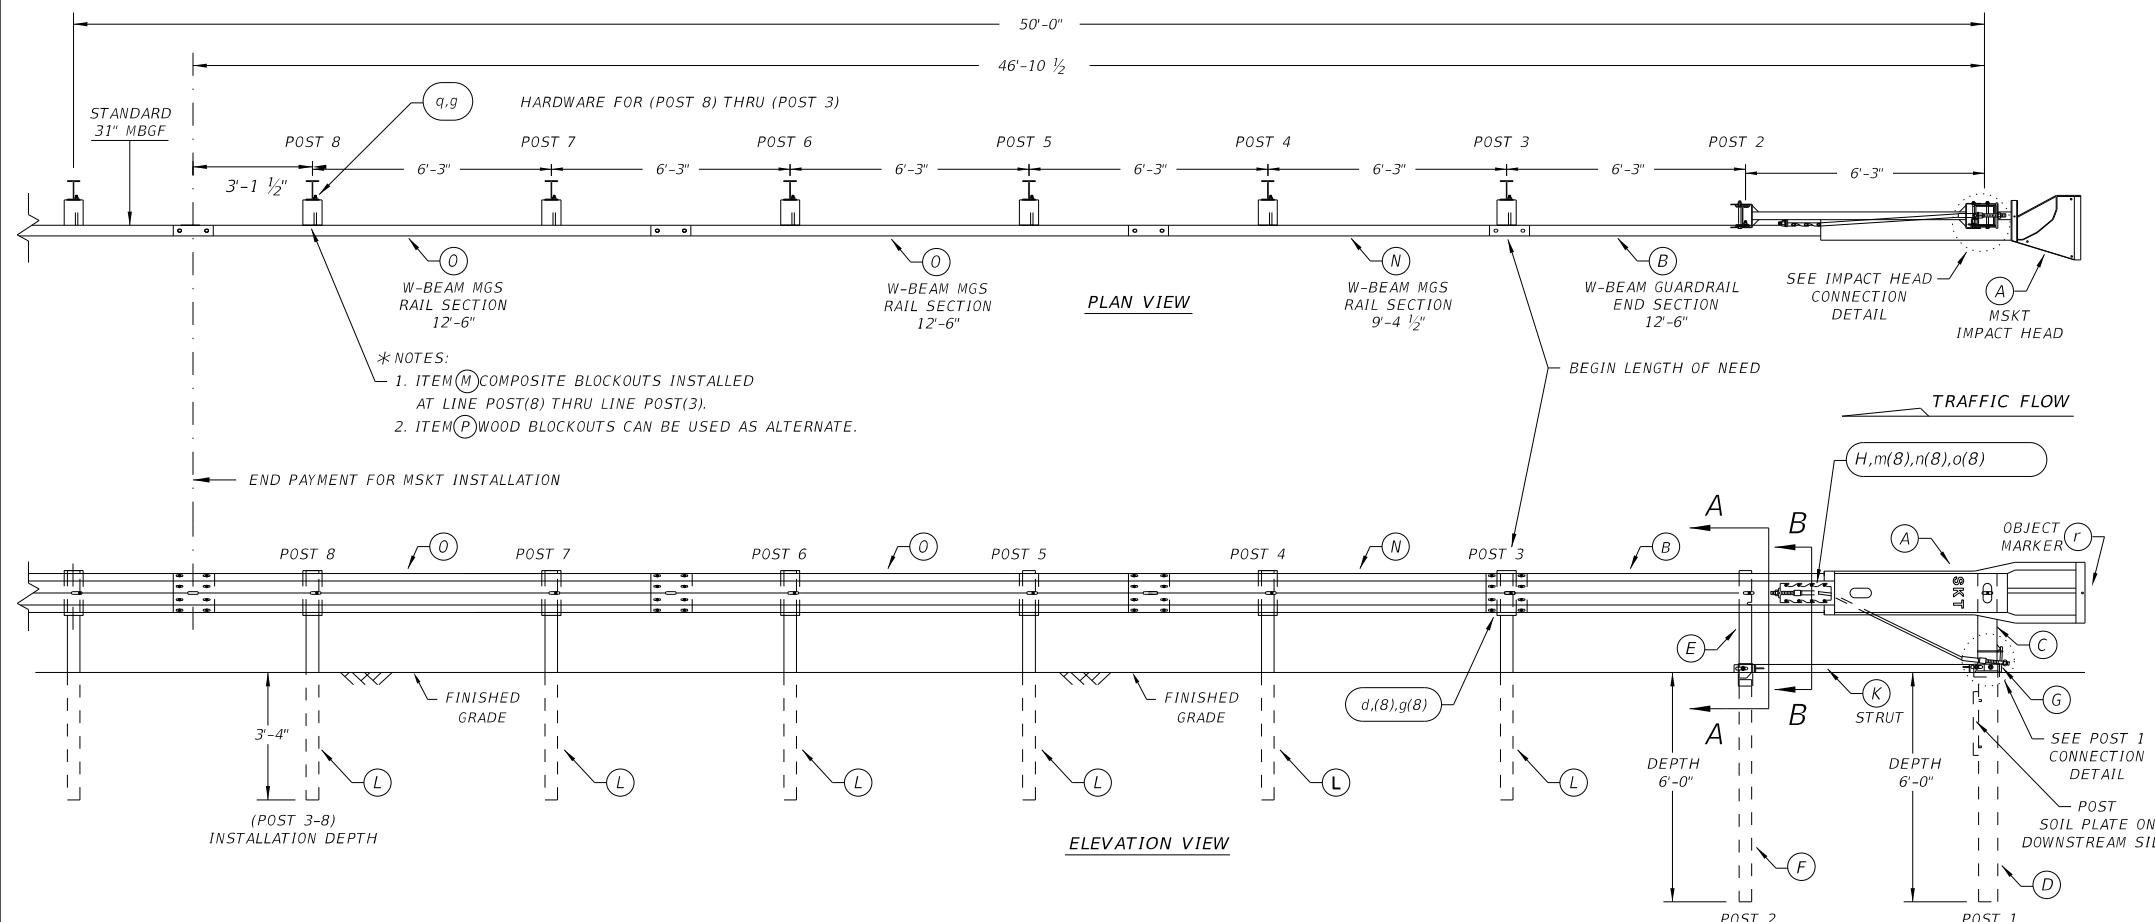 50'-0"
46'-10 ½
q,g
HARDWARE FOR (POST 8) THRU (POST 3)
STANDARD
31" MBGF
POST 8
POST 7
POST 6
POST 5
POST 4
POST 3
POST 2
3'-1 ½"
6'-3"
6'-3"
6'-3"
6'-3"
6'-3"
6'-3"
6'-3"
O
W-BEAM MGS
RAIL SECTION
12'-6"
O
W-BEAM MGS
RAIL SECTION
12'-6"
PLAN VIEW
N
W-BEAM MGS
RAIL SECTION
9'-4 ½"
B
W-BEAM GUARDRAIL
END SECTION
12'-6"
SEE IMPACT HEAD
CONNECTION
DETAIL
A
MSKT
IMPACT HEAD
*NOTES:
1. ITEM M COMPOSITE BLOCKOUTS INSTALLED
AT LINE POST(8) THRU LINE POST(3).
2. ITEM P WOOD BLOCKOUTS CAN BE USED AS ALTERNATE.
BEGIN LENGTH OF NEED
TRAFFIC FLOW
END PAYMENT FOR MSKT INSTALLATION
H,m(8),n(8),o(8)
A
B
POST 8
O
POST 7
POST 6
O
POST 5
POST 4
N
POST 3
B
A
OBJECT
MARKER
r
SKT
E
C
FINISHED
GRADE
FINISHED
GRADE
d,(8),g(8)
A
B
K
STRUT
G
3'-4"
L
L
L
L
L
L
DEPTH
6'-0"
DEPTH
6'-0"
SEE POST 1
CONNECTION
DETAIL
POST
SOIL PLATE ON
DOWNSTREAM
(POST 3-8)
INSTALLATION DEPTH
ELEVATION VIEW
F
D
POST 2
POST 1